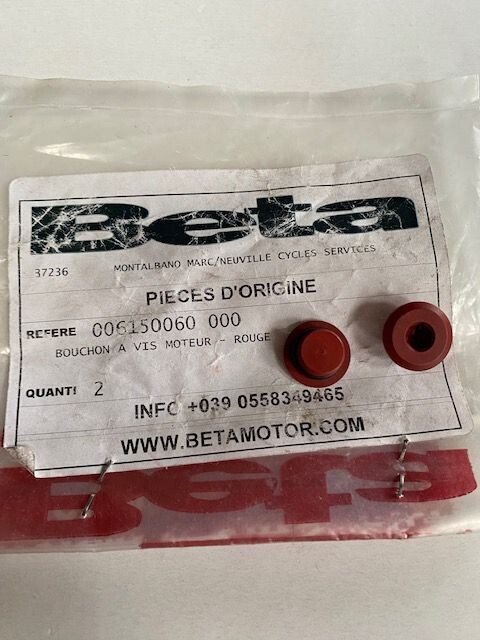 Beta
37236 MONTALBANO MARC/NEUVILLE CYCLES SERVICES
PIECES D'ORIGINE
REFERE 006150060 000
BOUCHON A VIS MOTEUR - ROUGE
QUANTI 2
INFO +039 0558349465
WWW.BETAMOTOR.COM
Beta